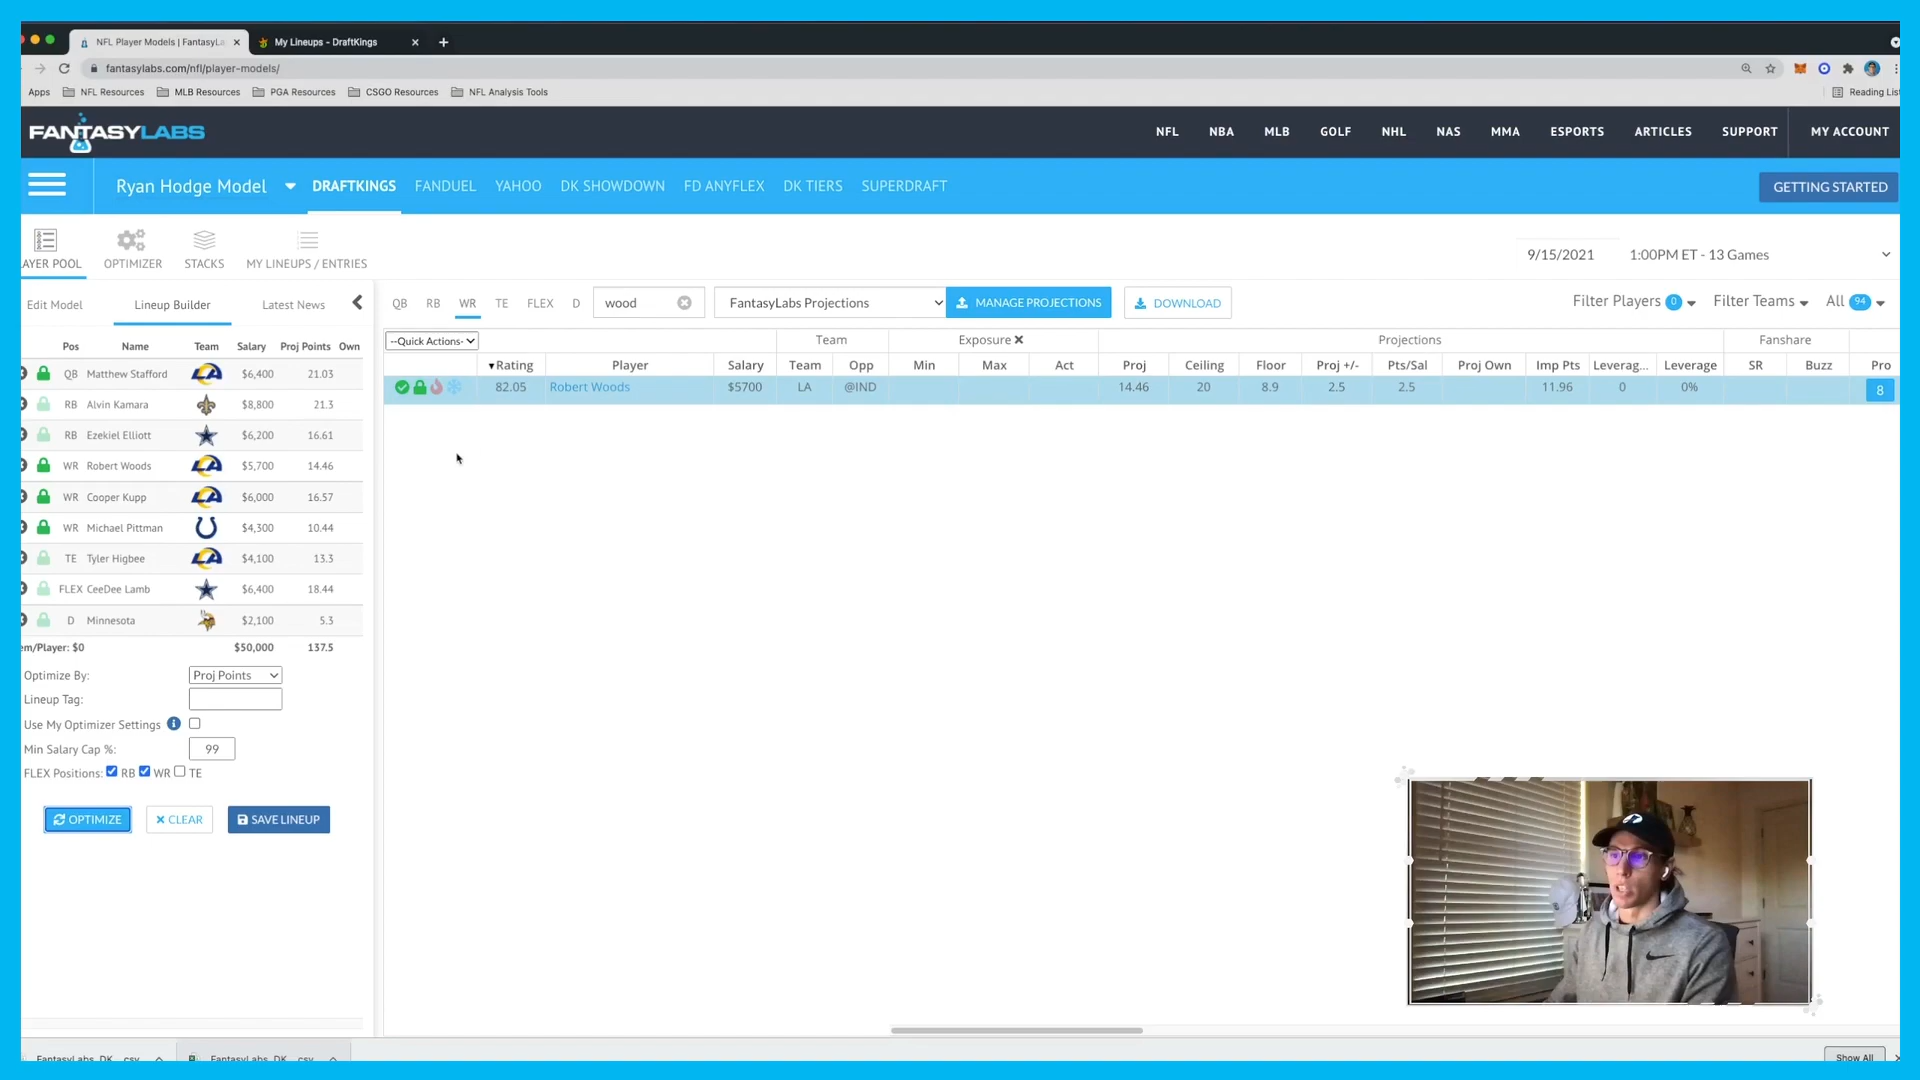 NFL Player Models | FantasyLa
My Lineups - DraftKings
fantasylabs.com/nfl/player-models/
Apps NFL Resources MLB Resources PGA Resources CSGO Resources NFL Analysis Tools Reading List
FANTASYLABS
NFL NBA MLB GOLF NHL NAS MMA ESPORTS ARTICLES SUPPORT MY ACCOUNT
Ryan Hodge Model DRAFTKINGS FANDUEL YAHOO DK SHOWDOWN FD ANYFLEX DK TIERS SUPERDRAFT GETTING STARTED
AYER POOL OPTIMIZER STACKS MY LINEUPS / ENTRIES 9/15/2021 1:00PM ET - 13 Games
Edit Model Lineup Builder Latest News
QB RB WR TE FLEX D wood FantasyLabs Projections MANAGE PROJECTIONS DOWNLOAD Filter Players 0 Filter Teams All 94
--Quick Actions- Team Exposure Projections Fanshare
Rating Player Salary Team Opp Min Max Act Proj Ceiling Floor Proj +/- Pts/Sal Proj Own Imp Pts Leverag... Leverage SR Buzz Pro
82.05 Robert Woods $5700 LA @IND 14.46 20 8.9 2.5 2.5 11.96 0 0% 8
Pos Name Team Salary Proj Points Own
QB Matthew Stafford LA $6,400 21.03
RB Alvin Kamara $8,800 21.3
RB Ezekiel Elliott $6,200 16.61
WR Robert Woods LA $5,700 14.46
WR Cooper Kupp LA $6,000 16.57
WR Michael Pittman $4,300 10.44
TE Tyler Higbee LA $4,100 13.3
FLEX CeeDee Lamb $6,400 18.44
D Minnesota $2,100 5.3
em/Player: $0 $50,000 137.5
Optimize By: Proj Points
Lineup Tag:
Use My Optimizer Settings
Min Salary Cap %: 99
FLEX Positions: RB WR TE
OPTIMIZE CLEAR SAVE LINEUP
FantasyLabs_DK_....csv FantasyLabs_DK_....csv Show All